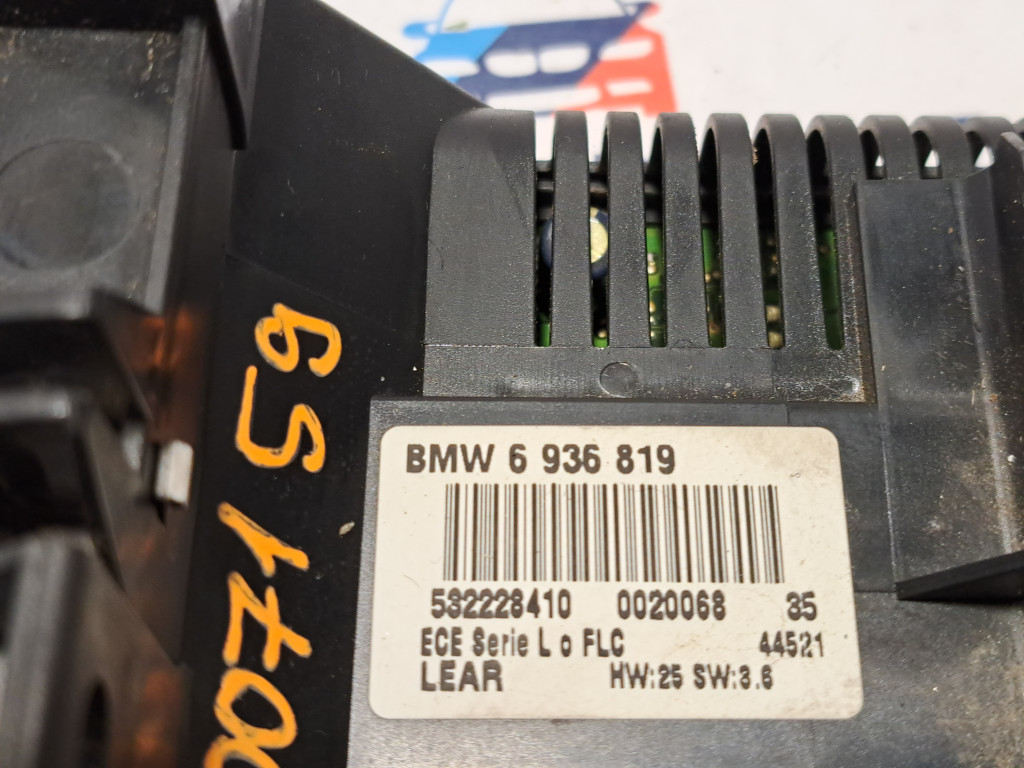 BMW 6 936 819
532228410 0020068 35
ECE Serie L o FLC 44521
LEAR HW:25 SW:3.6